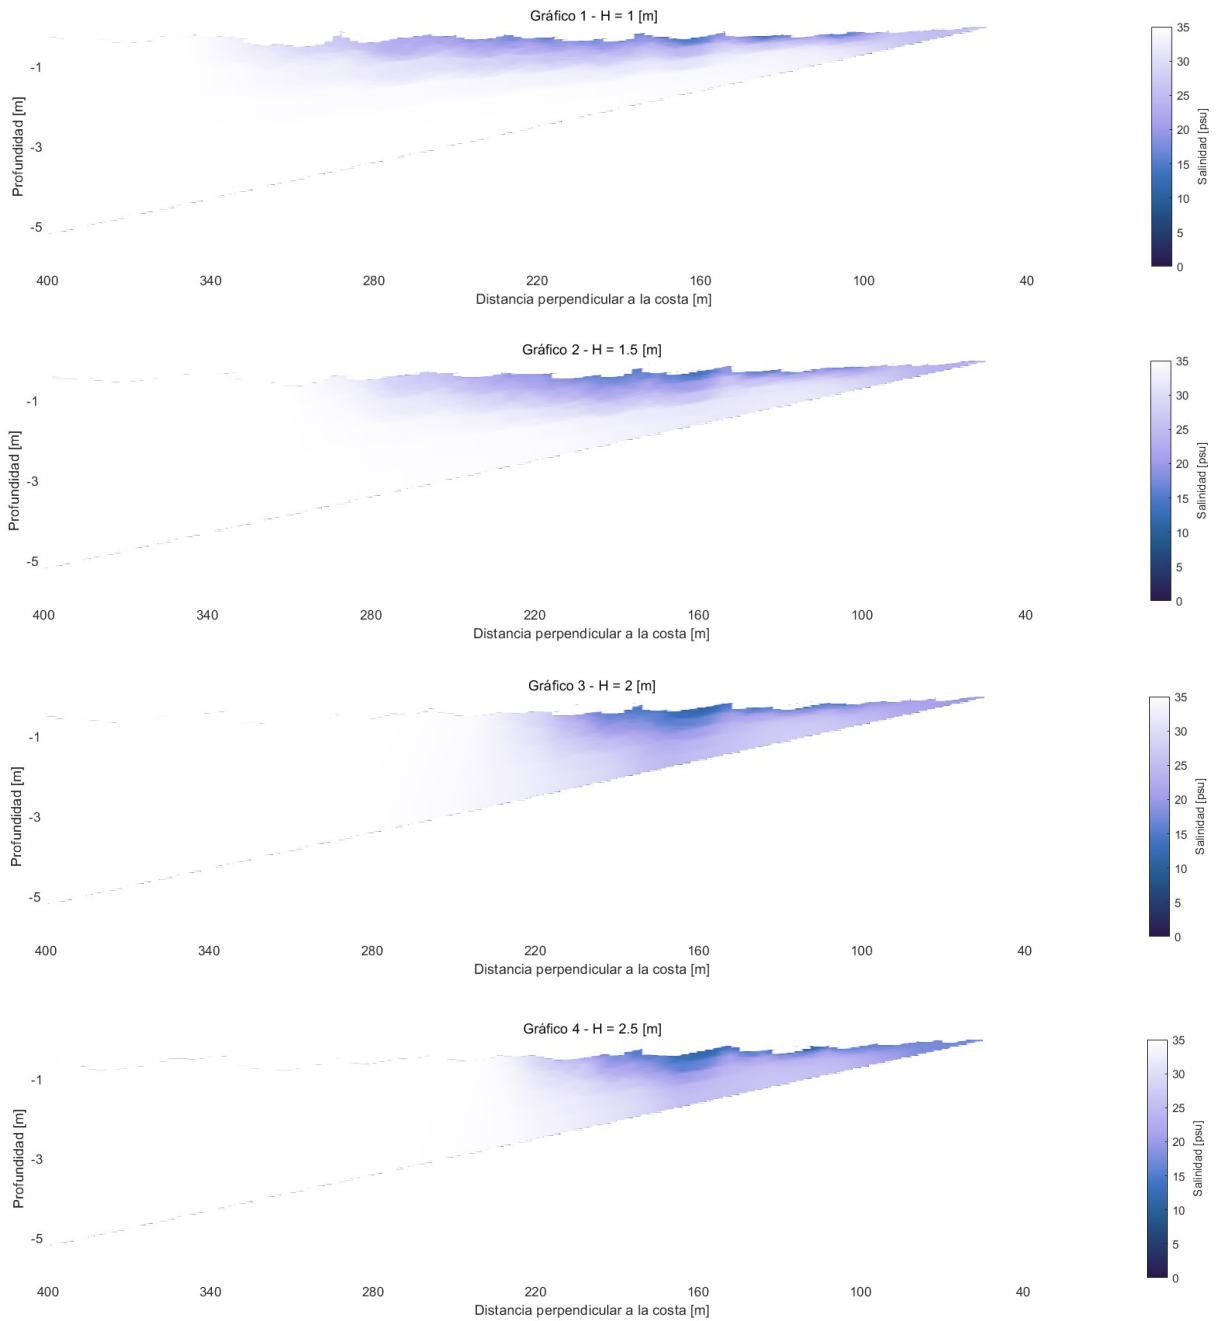 Gráfico 1 - H = 1 [m]
Profundidad [m]
-1
-3
-5
400 340 280 220 160 100 40
Distancia perpendicular a la costa [m]
35
30
25
20
15
10
5
0
Salinidad [psu]
Gráfico 2 - H = 1.5 [m]
Profundidad [m]
-1
-3
-5
400 340 280 220 160 100 40
Distancia perpendicular a la costa [m]
35
30
25
20
15
10
5
0
Salinidad [psu]
Gráfico 3 - H = 2 [m]
Profundidad [m]
-1
-3
-5
400 340 280 220 160 100 40
Distancia perpendicular a la costa [m]
35
30
25
20
15
10
5
0
Salinidad [psu]
Gráfico 4 - H = 2.5 [m]
Profundidad [m]
-1
-3
-5
400 340 280 220 160 100 40
Distancia perpendicular a la costa [m]
35
30
25
20
15
10
5
0
Salinidad [psu]